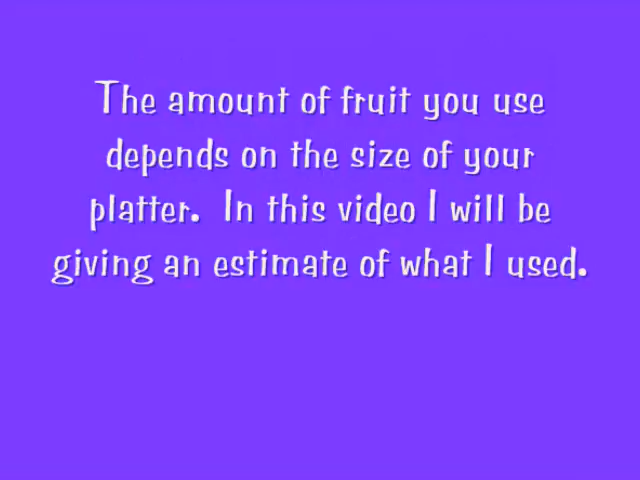 The amount of fruit you use
depends on the size of your
platter.  In this video I will be
giving an estimate of what I used.